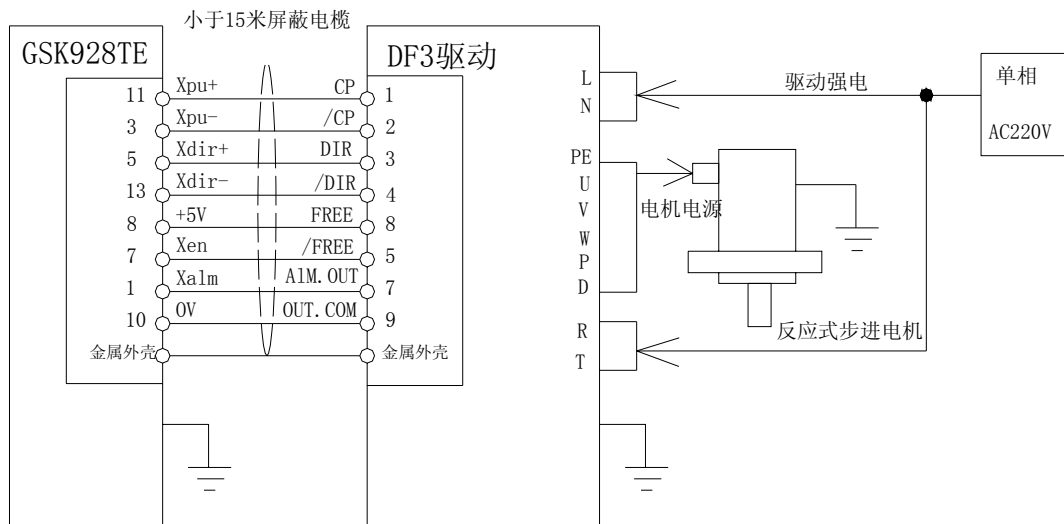 小于15米屏蔽电榄
GSK928TE
DF3驱动
11 Xpu+ CP 1
3 Xpu- /CP 2
5 Xdir+ DIR 3
13 Xdir- /DIR 4
8 +5V FREE 8
7 Xen /FREE 5
1 Xalm AlM.OUT 7
10 0V OUT.COM 9
金属外壳 金属外壳
L
N
PE
U
V
W
P
D
R
T
驱动强电
单相
AC220V
电机电源
反应式步进电机